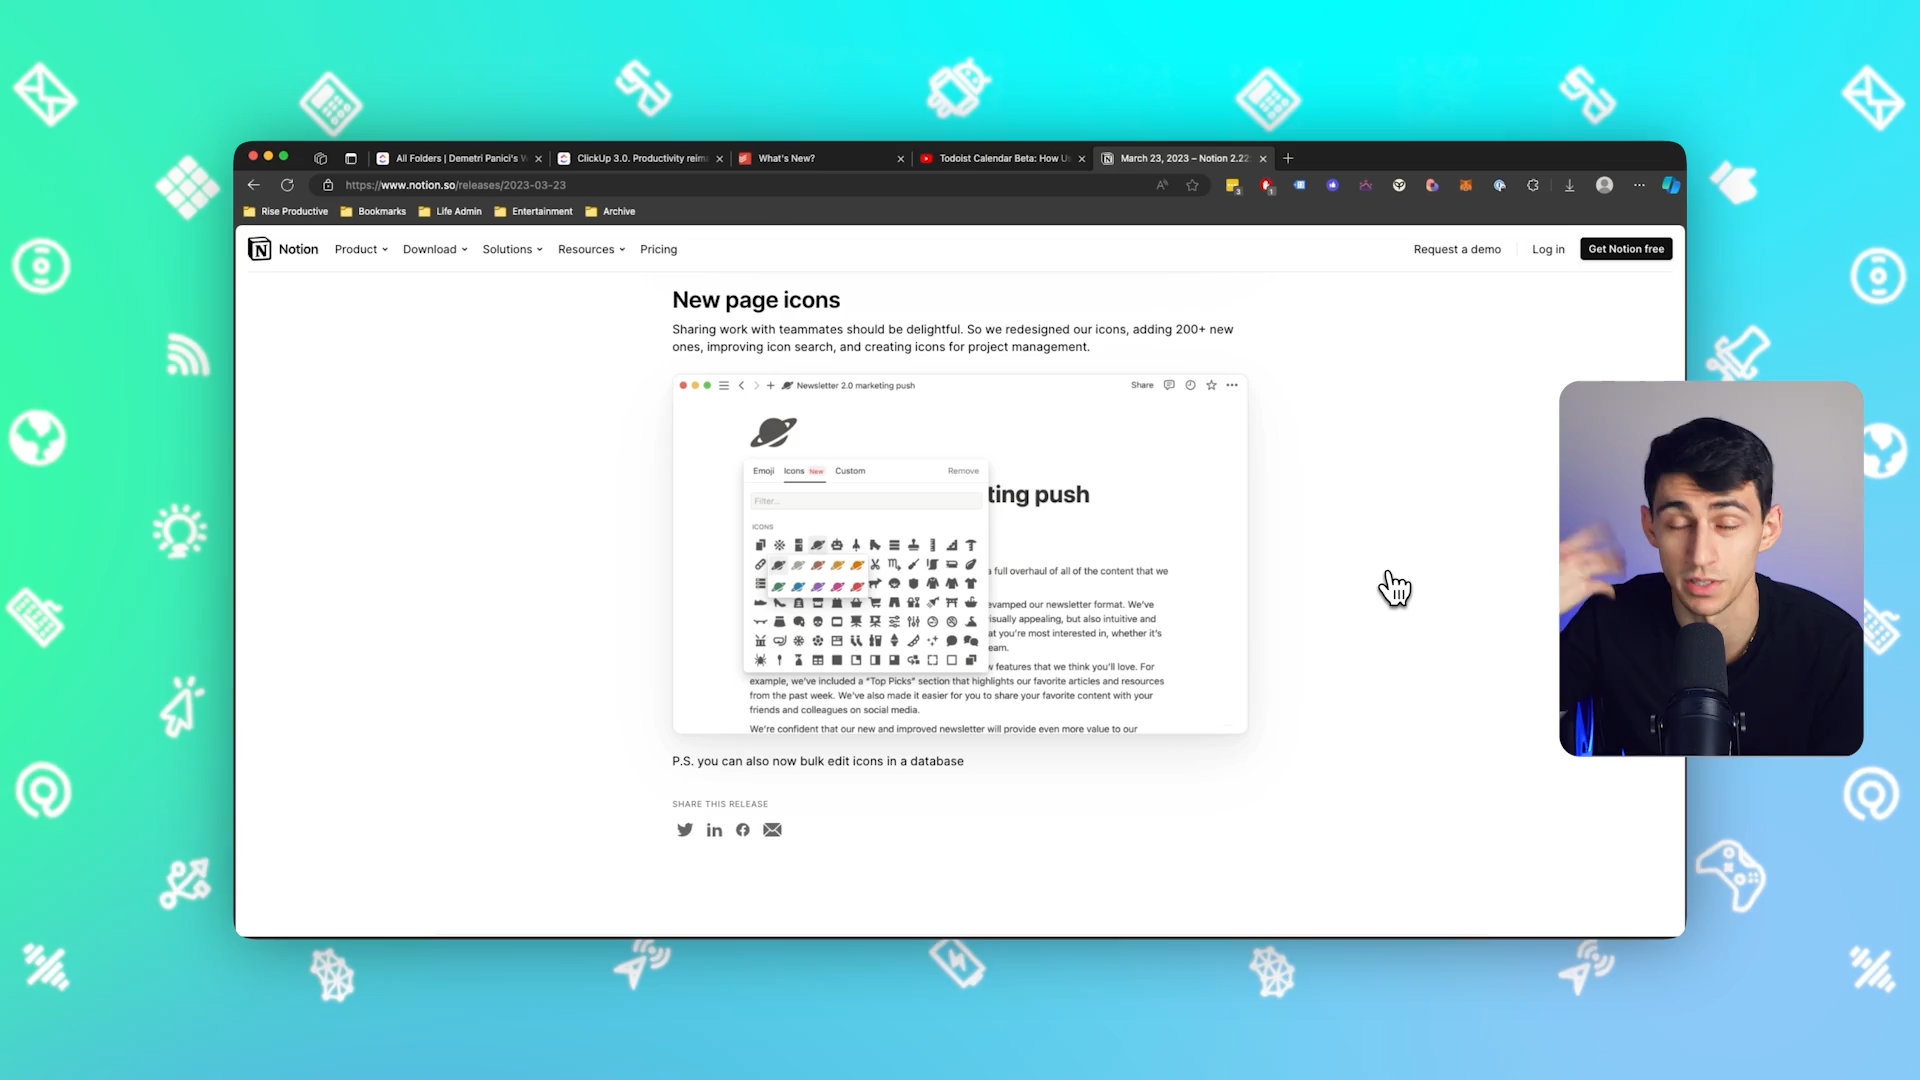 All Folders | Demetri Panici's W
ClickUp 3.0. Productivity reim
What's New?
Todoist Calendar Beta: How Us
March 23, 2023 – Notion 2.22
https://www.notion.so/releases/2023-03-23
Rise Productive
Bookmarks
Life Admin
Entertainment
Archive
Notion
Product
Download
Solutions
Resources
Pricing
Request a demo
Log in
Get Notion free
New page icons
Sharing work with teammates should be delightful. So we redesigned our icons, adding 200+ new
ones, improving icon search, and creating icons for project management.
Newsletter 2.0 marketing push
Share
Emoji
Icons New
Custom
Remove
Filter...
ting push
ICONS
a full overhaul of all of the content that we
evamped our newsletter format. We've
isually appealing, but also intuitive and
at you're most interested in, whether it's
eam.
features that we think you'll love. For
example, we've included a "Top Picks" section that highlights our favorite articles and resources
from the past week. We've also made it easier for you to share your favorite content with your
friends and colleagues on social media.
We're confident that our new and improved newsletter will provide even more value to our
P.S. you can also now bulk edit icons in a database
SHARE THIS RELEASE